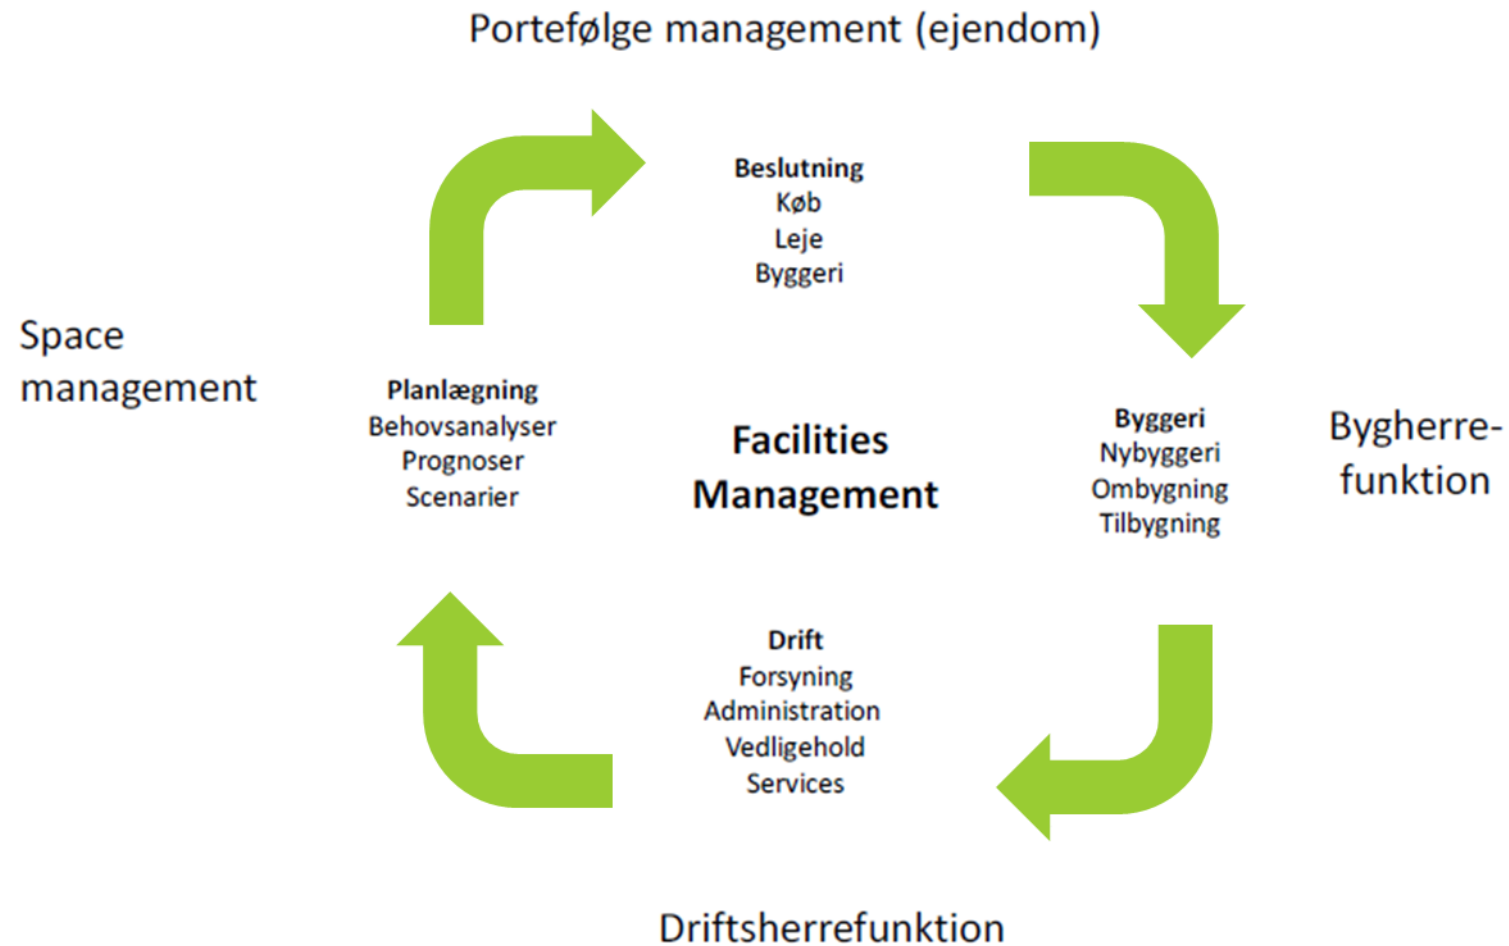 Portefølge management (ejendom)
Beslutning
Køb
Leje
Byggeri
Space
management
Planlægning
Behovsanalyser
Prognoser
Scenarier
Facilities
Management
Byggeri
Nybyggeri
Ombygning
Tilbygning
Bygherre-
funktion
Drift
Forsyning
Administration
Vedligehold
Services
Driftsherrefunktion